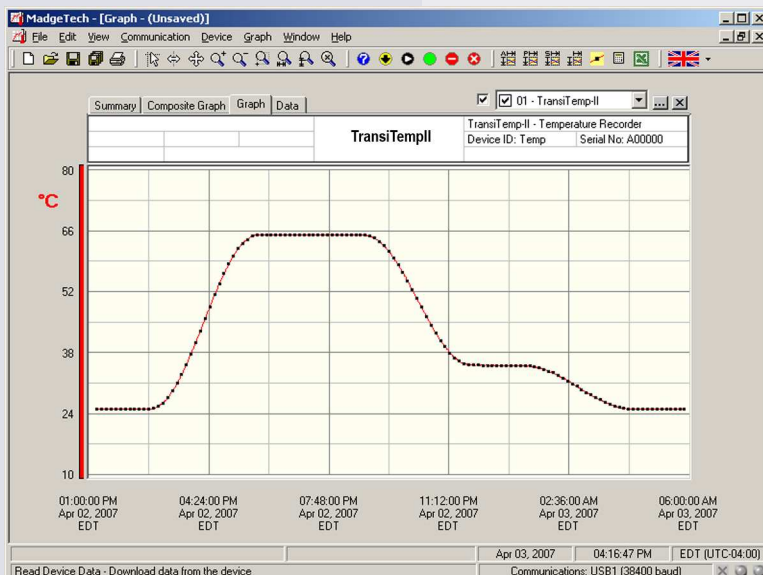 MadgeTech - [Graph - (Unsaved)]
File Edit View Communication Device Graph Window Help
Summary Composite Graph Graph Data 01 - TransiTemp-II ...
TransiTempII
TransiTemp-II - Temperature Recorder
Device ID: Temp Serial No: A00000
°C
80
66
52
38
24
10
01:00:00 PM 04:24:00 PM 07:48:00 PM 11:12:00 PM 02:36:00 AM 06:00:00 AM
Apr 02, 2007 Apr 02, 2007 Apr 02, 2007 Apr 02, 2007 Apr 03, 2007 Apr 03, 2007
EDT EDT EDT EDT EDT EDT
Apr 03, 2007 04:16:47 PM EDT (UTC-04:00)
Read Device Data - Download data from the device Communications: USB1 (38400 baud)